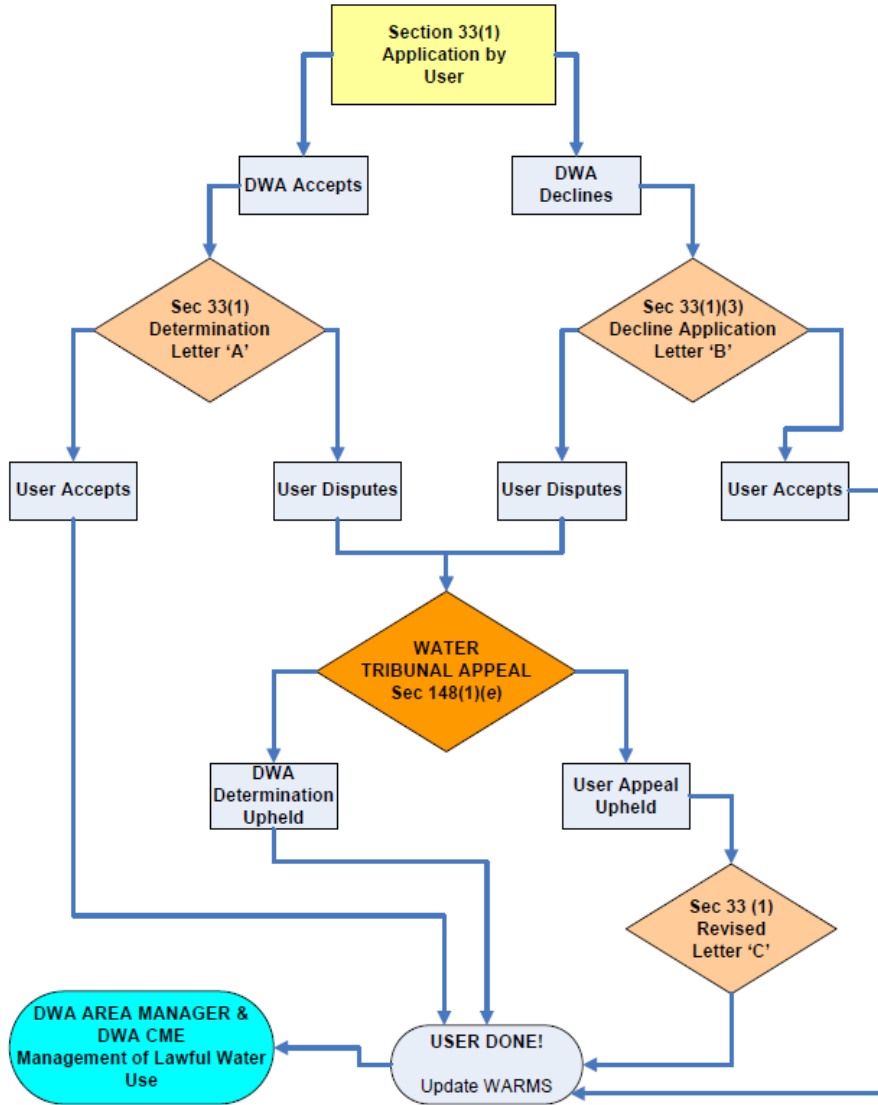 Section 33(1)
Application by
User
DWA Accepts
DWA
Declines
Sec 33(1)
Determination
Letter ‘A’
Sec 33(1)(3)
Decline Application
Letter ‘B’
User Accepts
User Disputes
User Disputes
User Accepts
WATER
TRIBUNAL APPEAL
Sec 148(1)(e)
DWA
Determination
Upheld
User Appeal
Upheld
Sec 33 (1)
Revised
Letter ‘C’
DWA AREA MANAGER &
DWA CME
Management of Lawful Water
Use
USER DONE!
Update WARMS